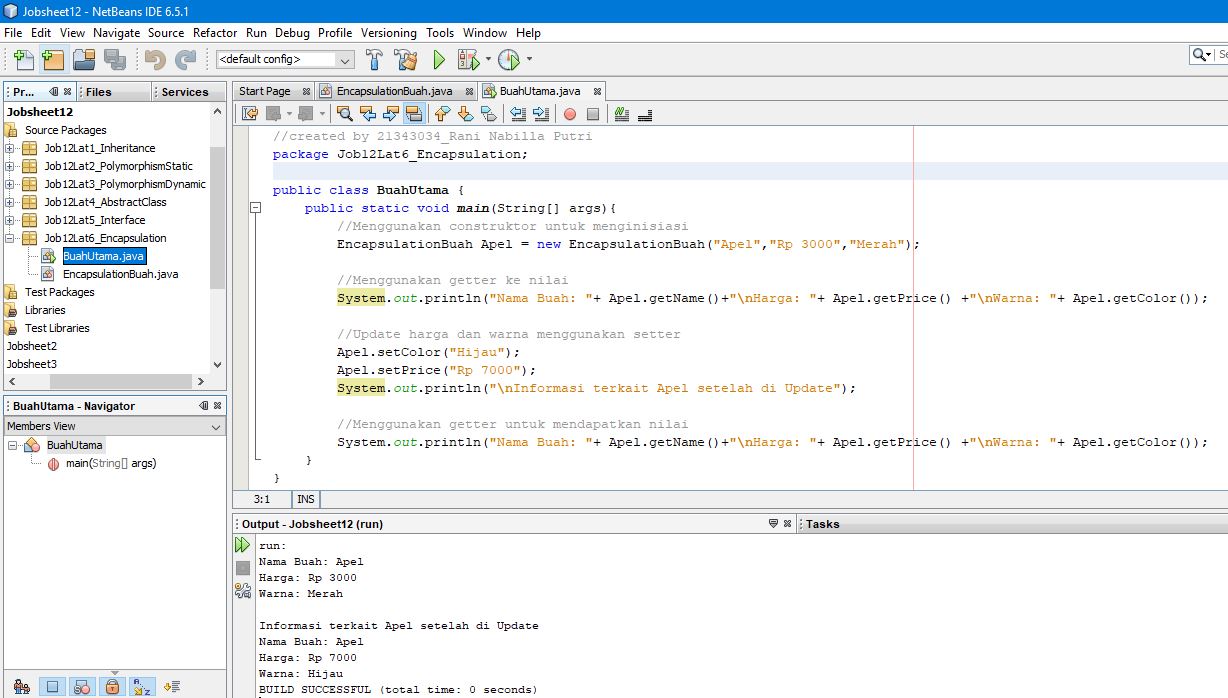 Jobsheet12 - NetBeans IDE 6.5.1
File Edit View Navigate Source Refactor Run Debug Profile Versioning Tools Window Help
<default config>
Pr... Files Services
Jobsheet12
Source Packages
Job12Lat1_Inheritance
Job12Lat2_PolymorphismStatic
Job12Lat3_PolymorphismDynamic
Job12Lat4_AbstractClass
Job12Lat5_Interface
Job12Lat6_Encapsulation
BuahUtama.java
EncapsulationBuah.java
Test Packages
Libraries
Test Libraries
Jobsheet2
Jobsheet3
BuahUtama - Navigator
Members View
BuahUtama
main(String[] args)
Start Page EncapsulationBuah.java BuahUtama.java
//created by 21343034_Rani Nabilla Putri
package Job12Lat6_Encapsulation;
public class BuahUtama {
public static void main(String[] args){
//Menggunakan construktor untuk menginisiasi
EncapsulationBuah Apel = new EncapsulationBuah("Apel","Rp 3000","Merah");
//Menggunakan getter ke nilai
System.out.println("Nama Buah: "+ Apel.getName()+"\nHarga: "+ Apel.getPrice() +"\nWarna: "+ Apel.getColor());
//Update harga dan warna menggunakan setter
Apel.setColor("Hijau");
Apel.setPrice("Rp 7000");
System.out.println("\nInformasi terkait Apel setelah di Update");
//Menggunakan getter untuk mendapatkan nilai
System.out.println("Nama Buah: "+ Apel.getName()+"\nHarga: "+ Apel.getPrice() +"\nWarna: "+ Apel.getColor());
}
}
3:1 INS
Output - Jobsheet12 (run) Tasks
run:
Nama Buah: Apel
Harga: Rp 3000
Warna: Merah
Informasi terkait Apel setelah di Update
Nama Buah: Apel
Harga: Rp 7000
Warna: Hijau
BUILD SUCCESSFUL (total time: 0 seconds)